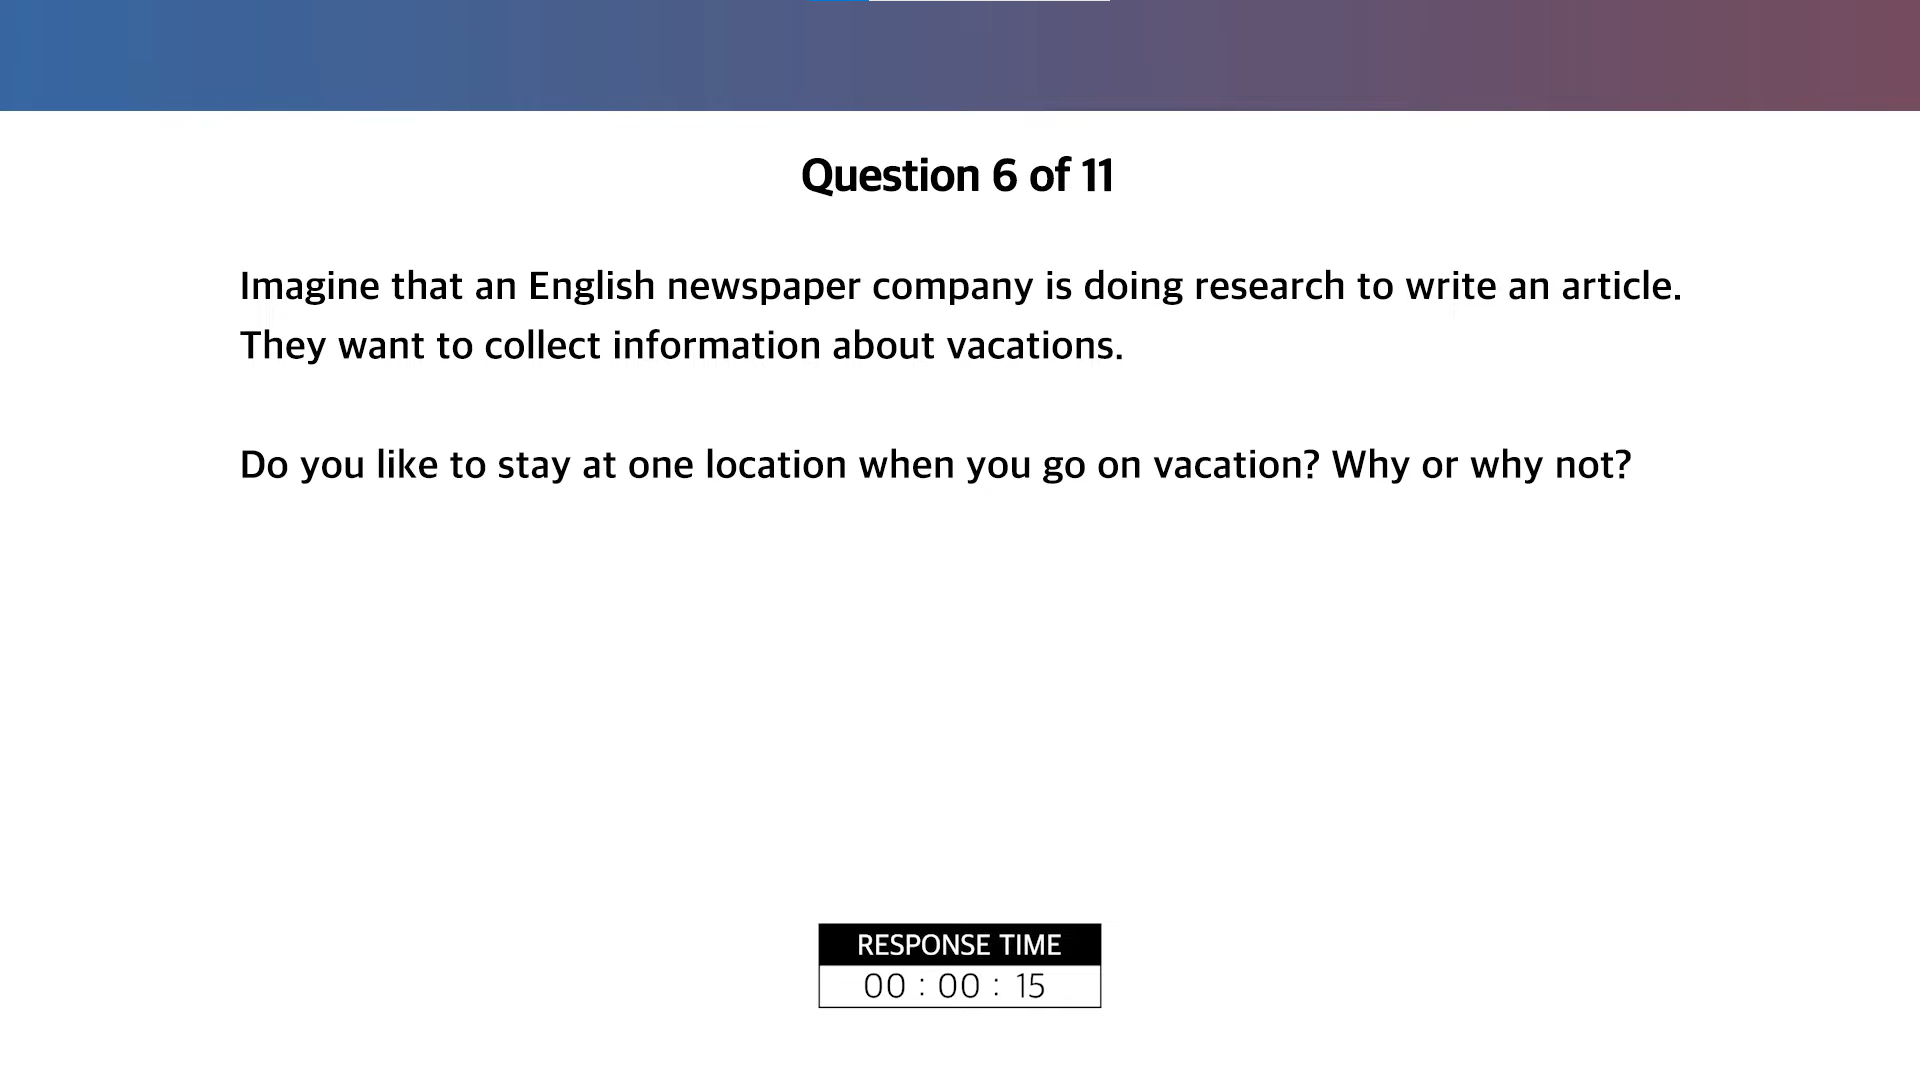 Question 6 of 11
Imagine that an English newspaper company is doing research to write an article.
They want to collect information about vacations.
Do you like to stay at one location when you go on vacation? Why or why not?
RESPONSE TIME
00 : 00 : 15